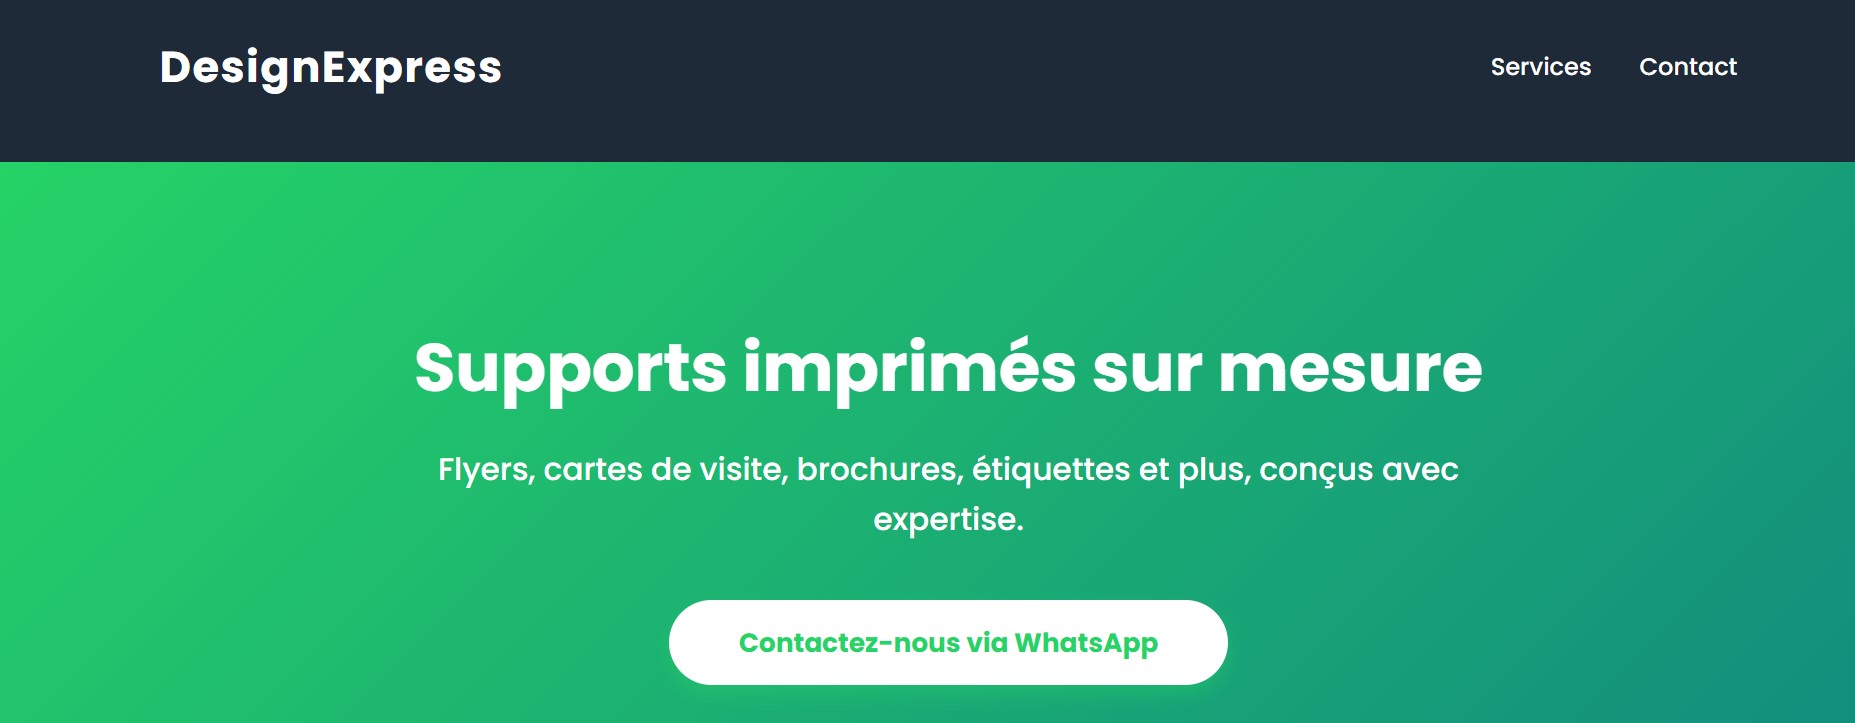 DesignExpress
Services Contact
Supports imprimés sur mesure
Flyers, cartes de visite, brochures, étiquettes et plus, conçus avec
expertise.
Contactez-nous via WhatsApp